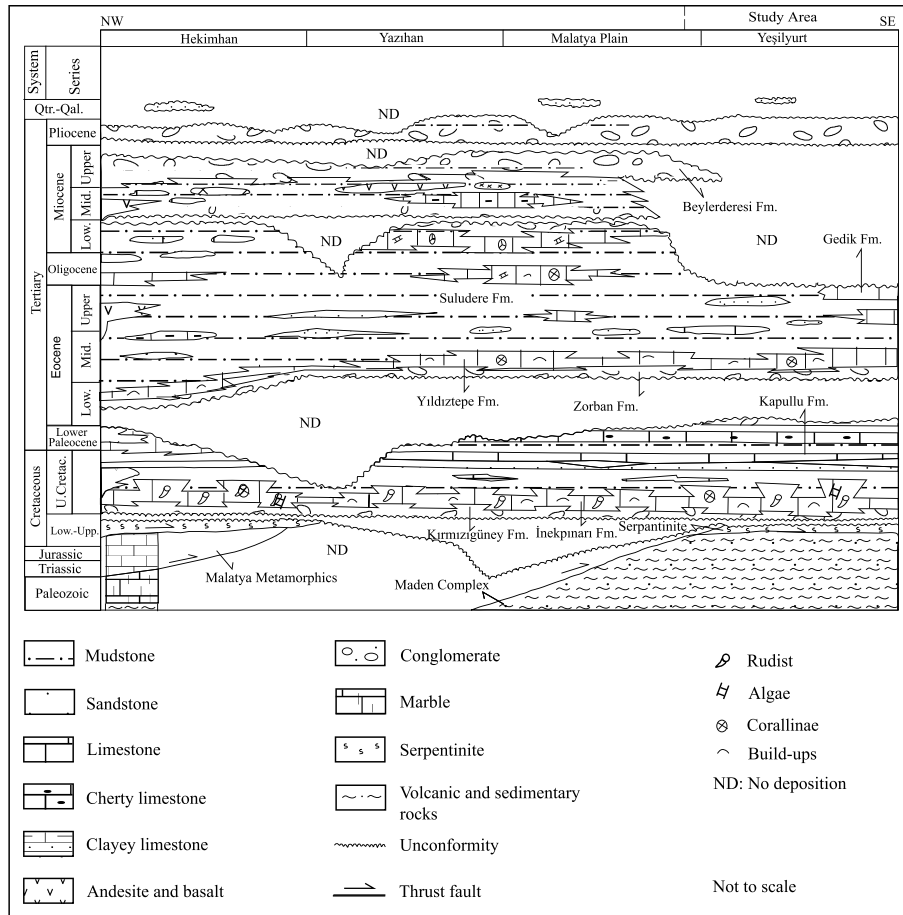 NW
Study Area
SE
Hekimhan
Yazıhan
Malatya Plain
Yeşilyurt
System
Series
Qtr.-Qal.
Tertiary
Pliocene
Miocene
Upper
Mid.
Low.
Oligocene
Eocene
Upper
Mid.
Low.
Lower
Paleocene
Cretaceous
U.Cretac.
Low.-Upp.
Jurassic
Triassic
Paleozoic
ND
ND
Beylerderesi Fm.
ND
ND
Gedik Fm.
Suludere Fm.
Yıldıztepe Fm.
Zorban Fm.
Kapullu Fm.
ND
Kırmızıgüney Fm.
İnekpınarı Fm.
Serpantinite
ND
Malatya Metamorphics
Maden Complex
Mudstone
Sandstone
Limestone
Cherty limestone
Clayey limestone
Andesite and basalt
Conglomerate
Marble
Serpentinite
Volcanic and sedimentary
rocks
Unconformity
Thrust fault
Rudist
Algae
Corallinae
Build-ups
ND: No deposition
Not to scale